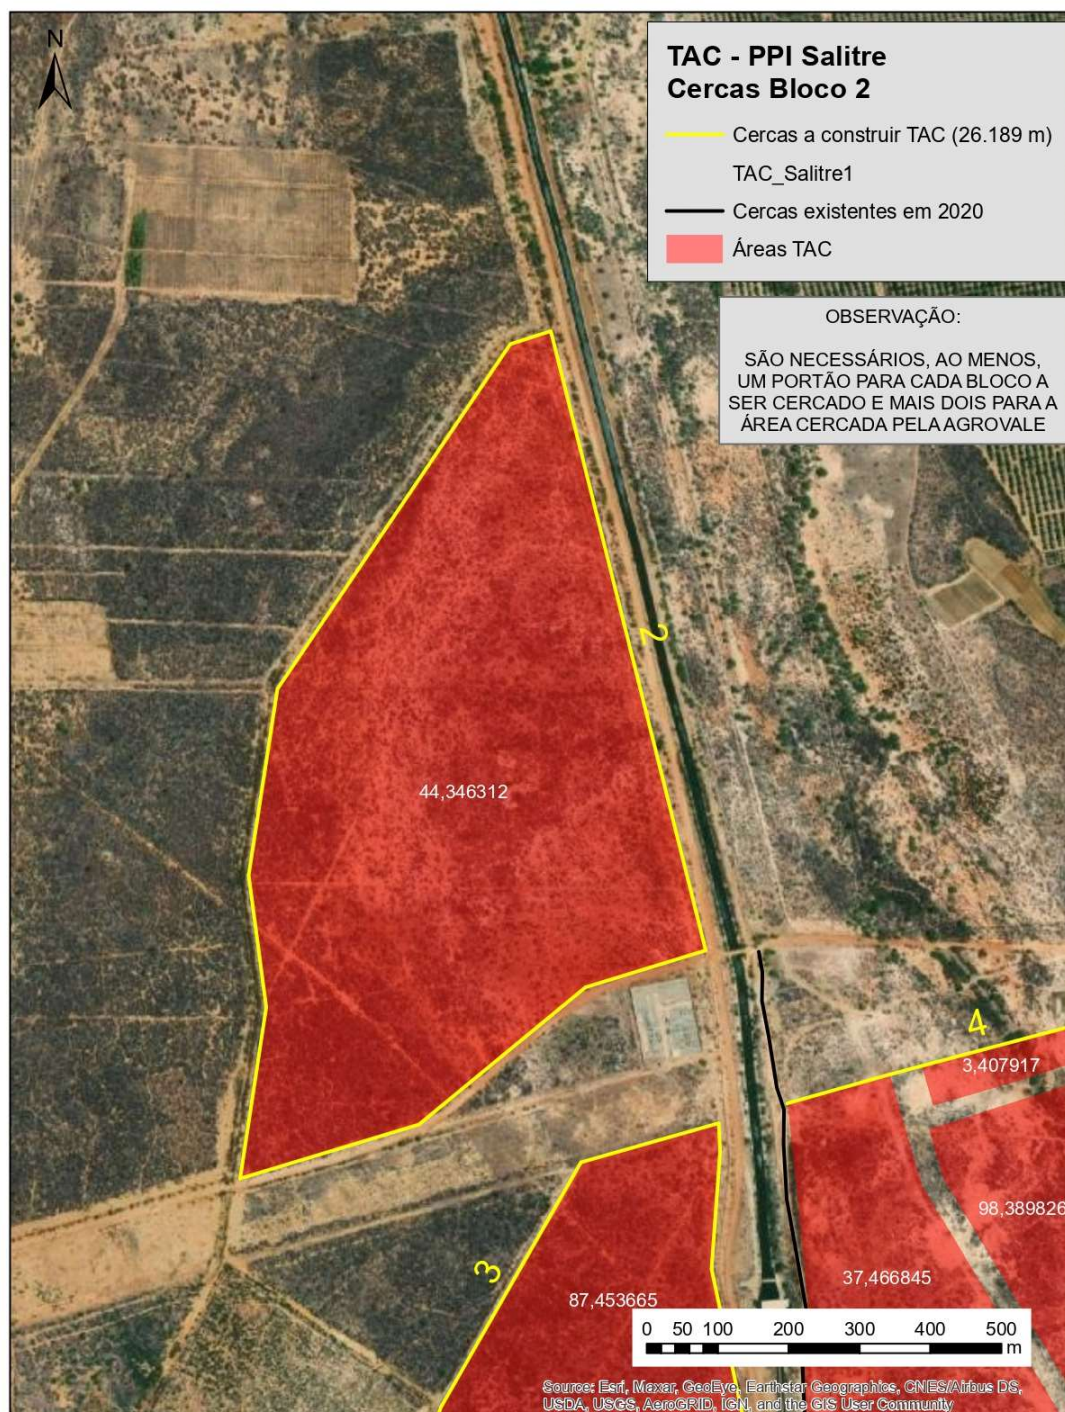 N
TAC - PPI Salitre
Cercas Bloco 2
Cercas a construir TAC (26.189 m)
TAC_Salitre1
Cercas existentes em 2020
Áreas TAC
OBSERVAÇÃO:
SÃO NECESSÁRIOS, AO MENOS,
UM PORTÃO PARA CADA BLOCO A
SER CERCADO E MAIS DOIS PARA A
ÁREA CERCADA PELA AGROVALE
2
44,346312
4
3,407917
98,389826
3
37,466845
87,453665
0 50 100 200 300 400 500
m
Source: Esri, Maxar, GeoEye, Earthstar Geographics, CNES/Airbus DS,
USDA, USGS, AeroGRID, IGN, and the GIS User Community